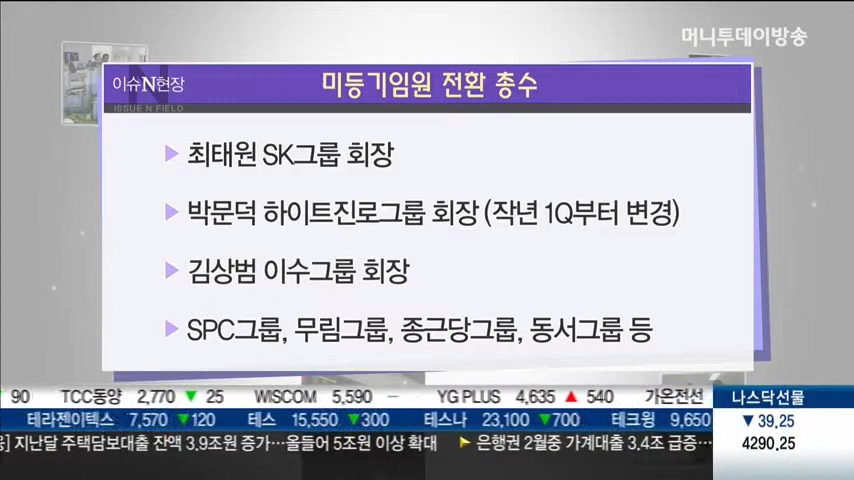 머니투데이방송
이슈N현장
ISSUE N FIELD
미등기임원 전환 총수
▶ 최태원 SK그룹 회장
▶ 박문덕 하이트진로그룹 회장 (작년 1Q부터 변경)
▶ 김상범 이수그룹 회장
▶ SPC그룹, 무림그룹, 종근당그룹, 동서그룹 등
90 TCC동양 2,770 ▼ 25 WISCOM 5,590 — YG PLUS 4,635 ▲ 540 가온전선
테라젠이텍스 7,570 ▼120 테스 15,550 ▼300 테스나 23,100 ▼700 테크윙 9,650
나스닥선물
▼ 39.25
4290.25
] 지난달 주택담보대출 잔액 3.9조원 증가…올들어 5조원 이상 확대 ▶ 은행권 2월중 가계대출 3.4조 급증…